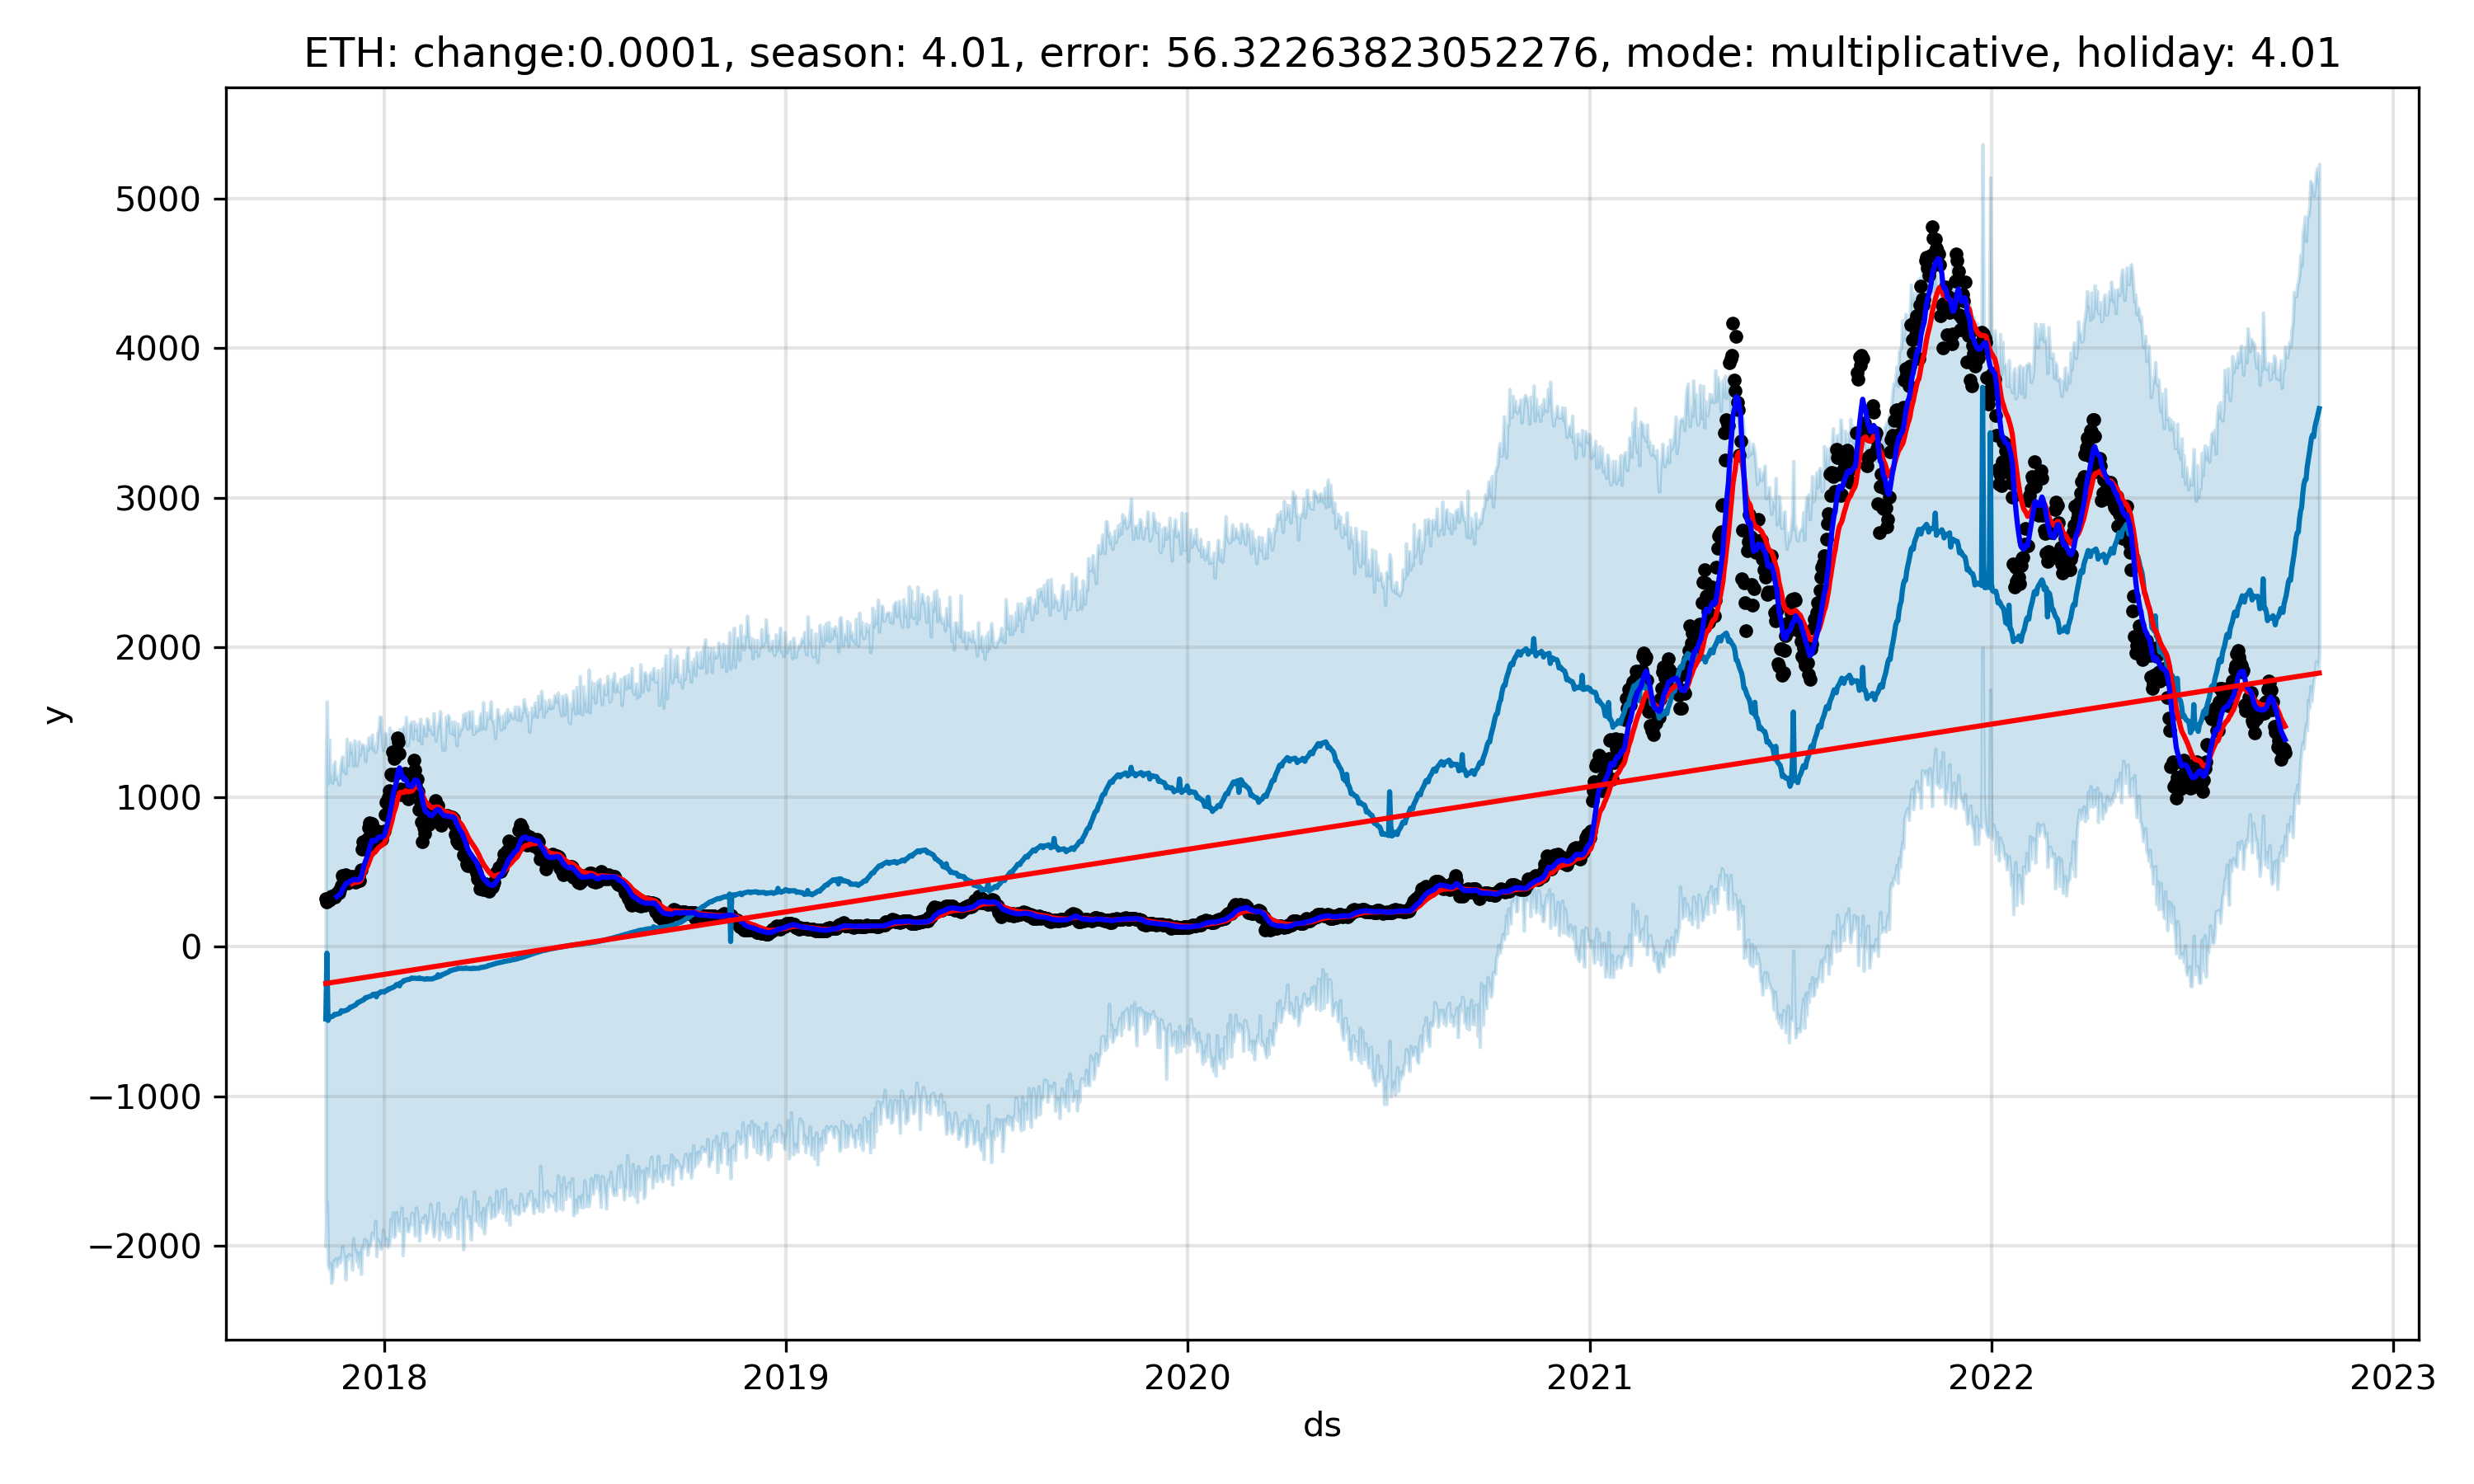 ETH: change:0.0001, season: 4.01, error: 56.32263823052276, mode: multiplicative, holiday: 4.01
y
5000
4000
3000
2000
1000
0
−1000
−2000
2018 2019 2020 2021 2022 2023
ds